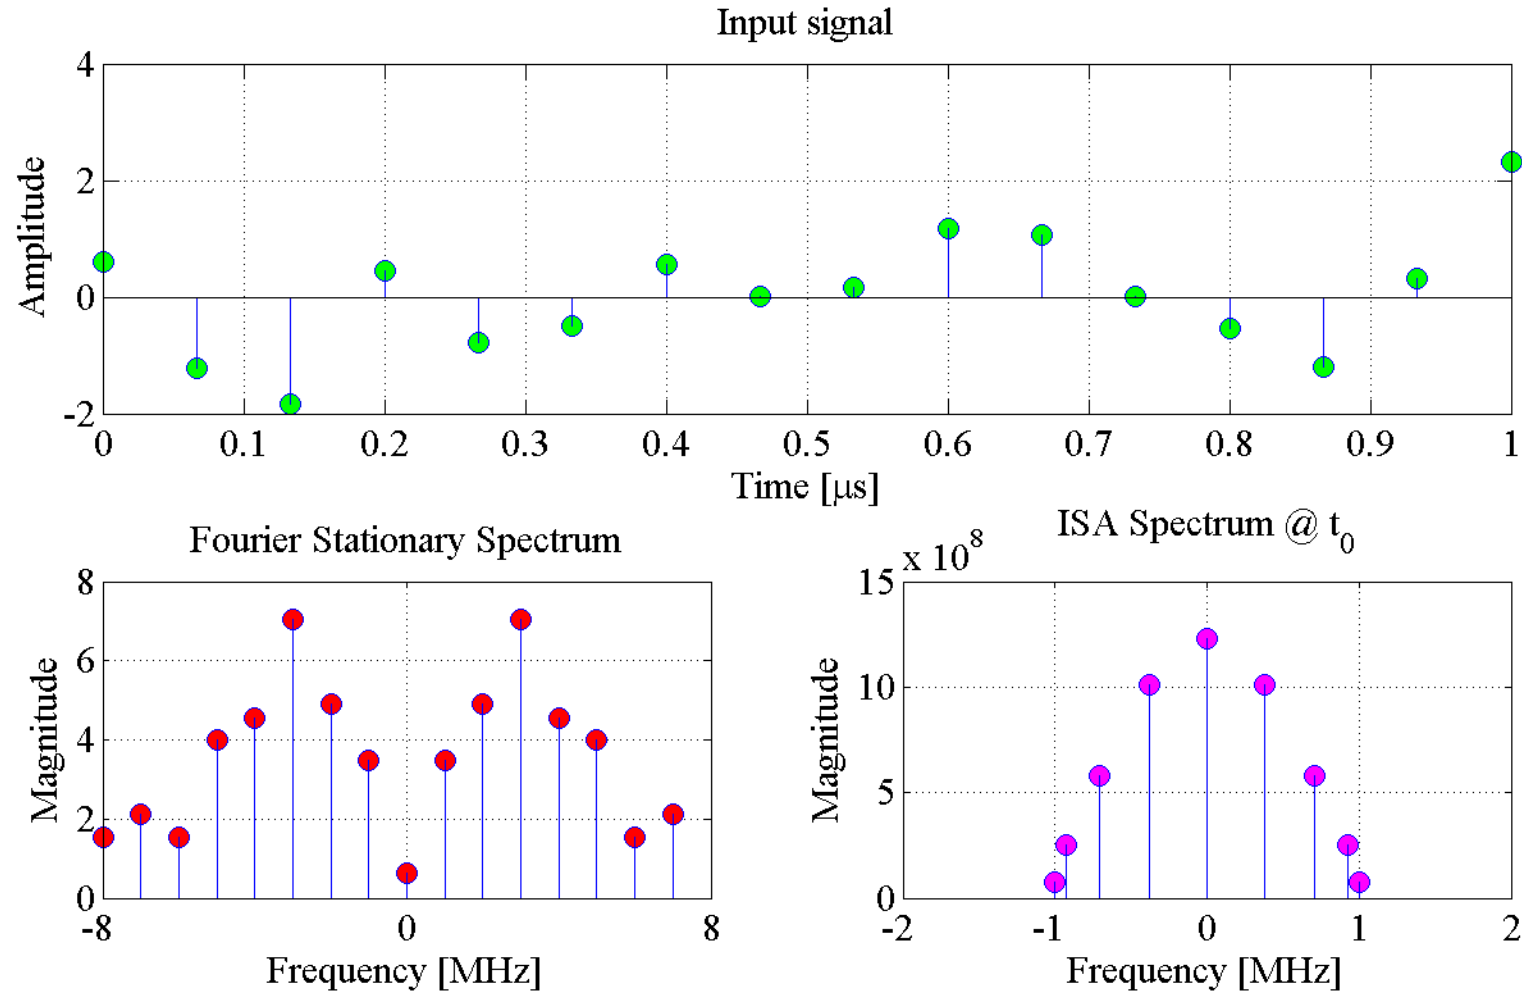 Input signal
4
2
0
-2
Amplitude
0 0.1 0.2 0.3 0.4 0.5 0.6 0.7 0.8 0.9 1
Time [μs]
Fourier Stationary Spectrum
8
6
4
2
0
Magnitude
-8 0 8
Frequency [MHz]
ISA Spectrum @ t₀
x 10⁸
15
10
5
0
Magnitude
-2 -1 0 1 2
Frequency [MHz]